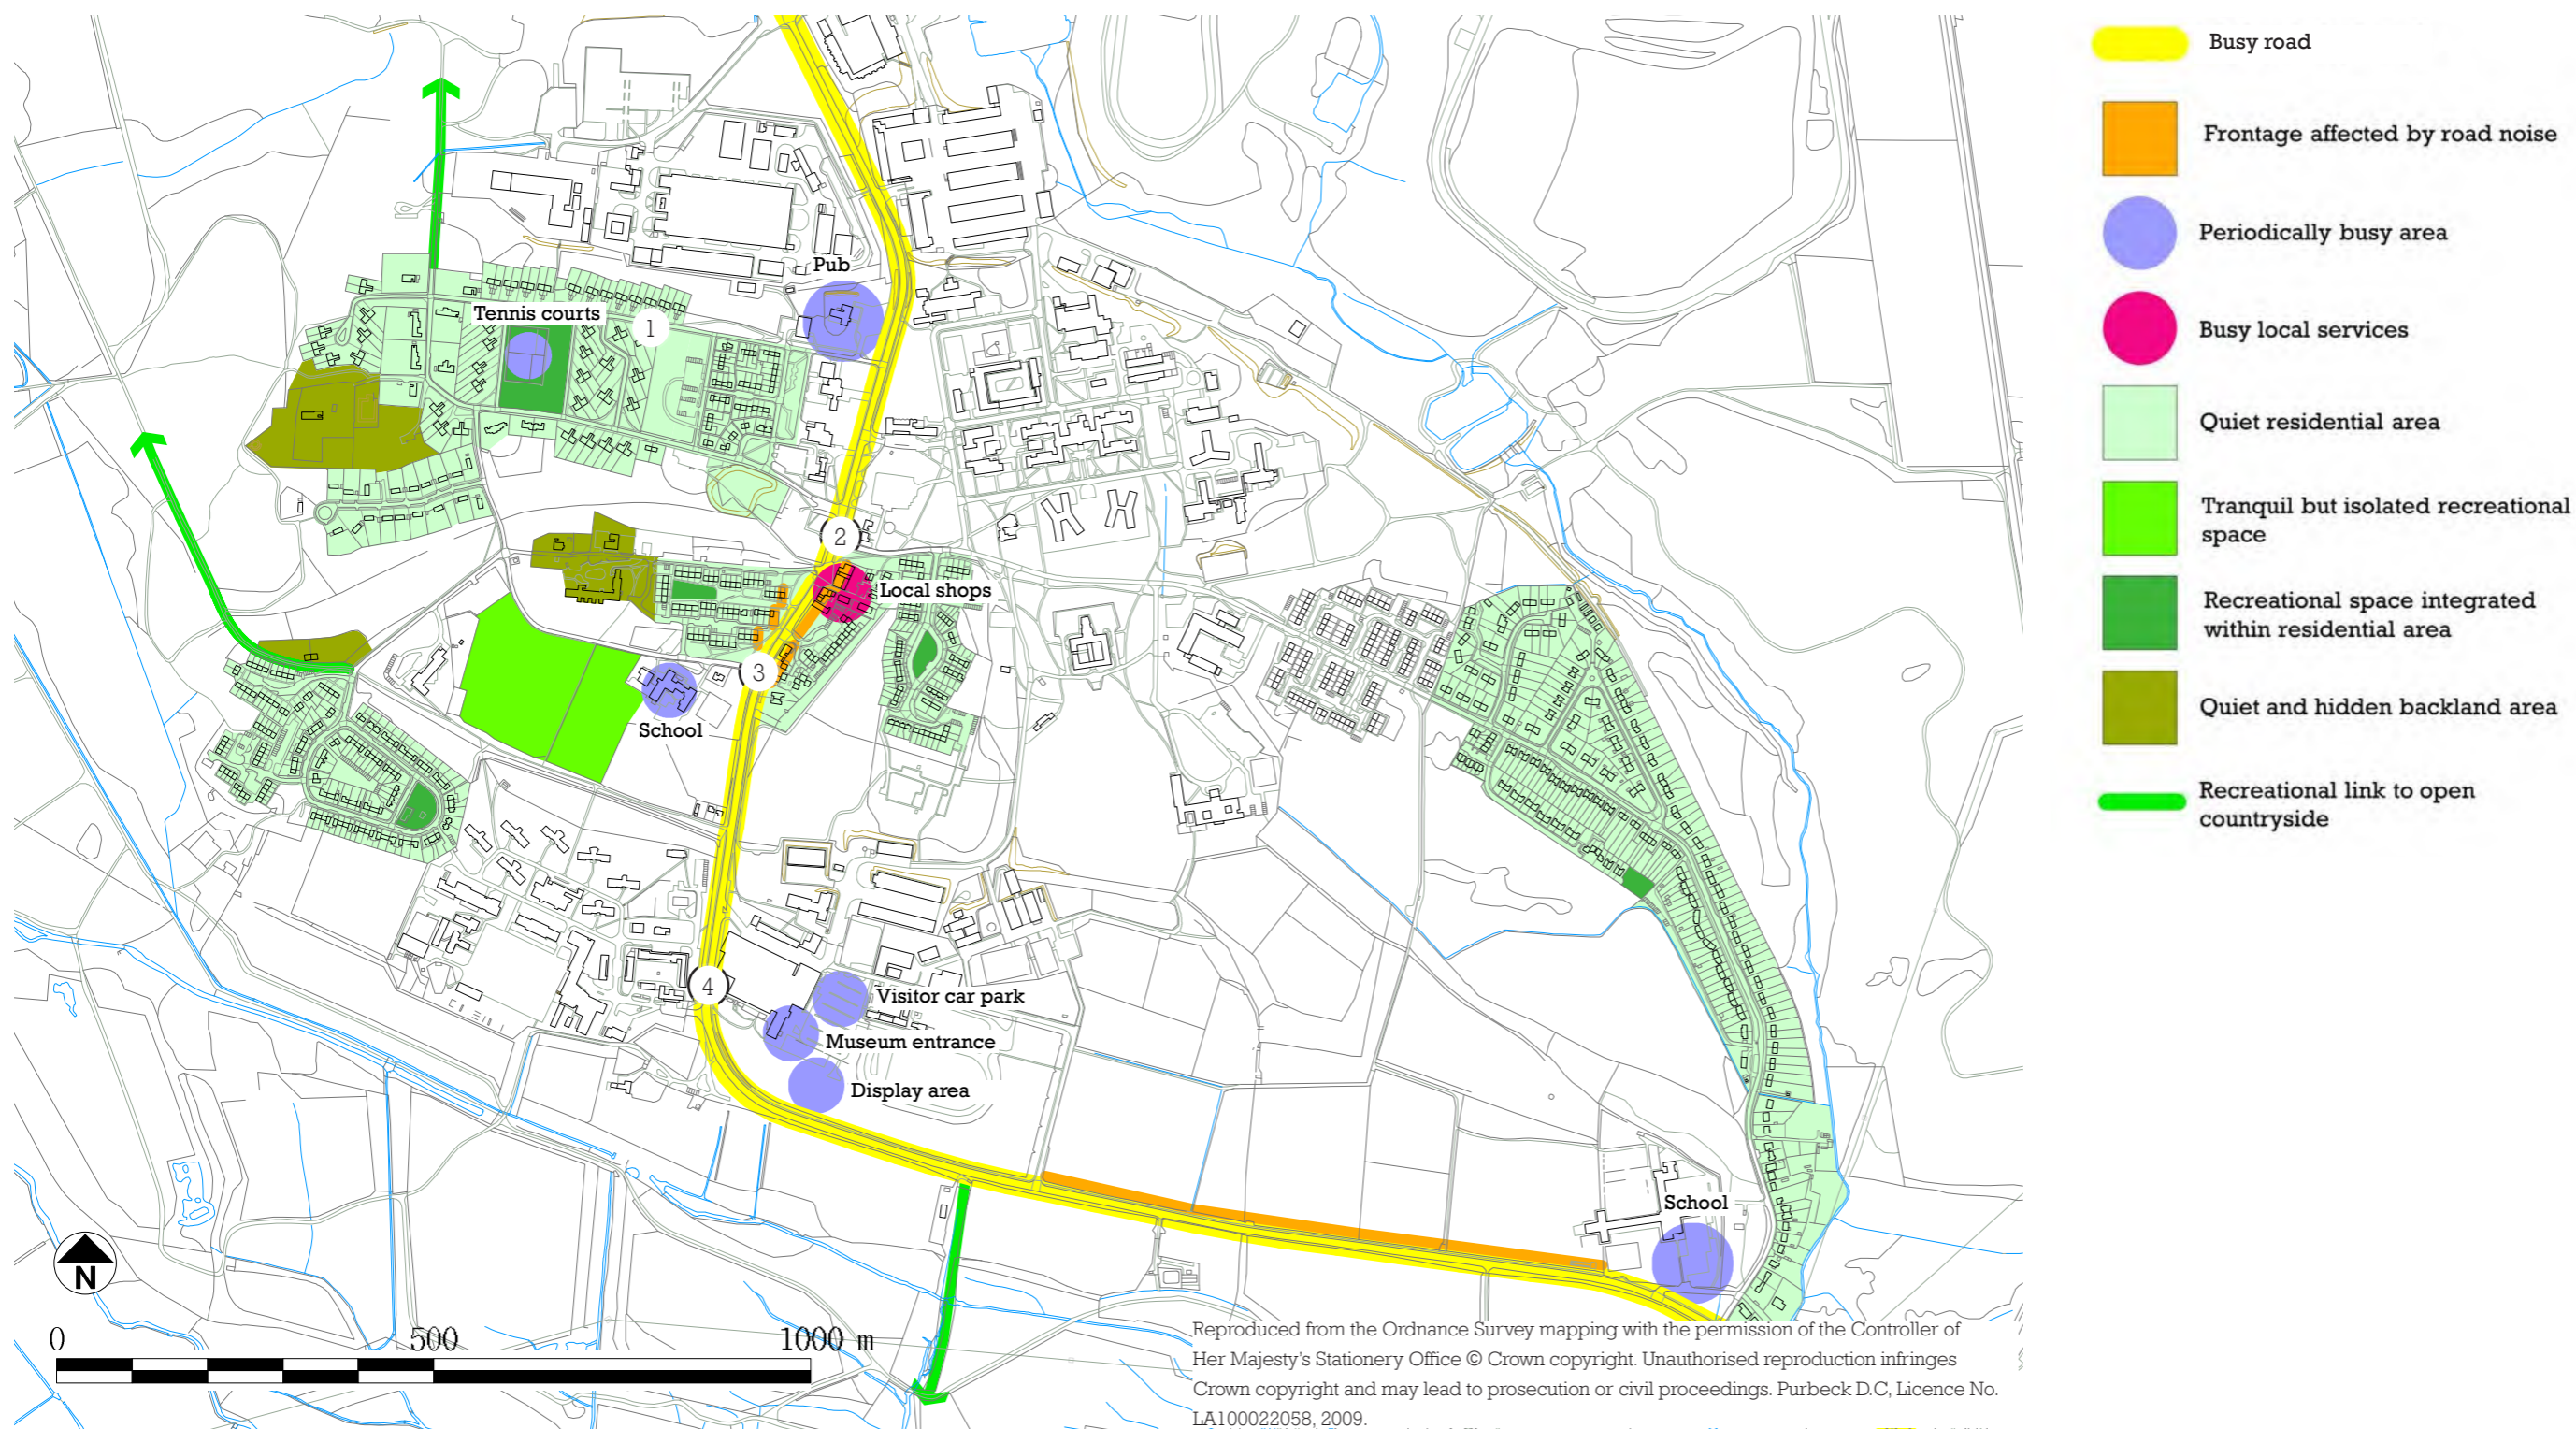 Pub
Tennis courts
1
2
Local shops
3
School
4
Visitor car park
Museum entrance
Display area
School
N
0
500
1000 m
Reproduced from the Ordnance Survey mapping with the permission of the Controller of
Her Majesty's Stationery Office © Crown copyright. Unauthorised reproduction infringes
Crown copyright and may lead to prosecution or civil proceedings. Purbeck D.C, Licence No.
LA100022058, 2009.
Busy road
Frontage affected by road noise
Periodically busy area
Busy local services
Quiet residential area
Tranquil but isolated recreational
space
Recreational space integrated
within residential area
Quiet and hidden backland area
Recreational link to open
countryside